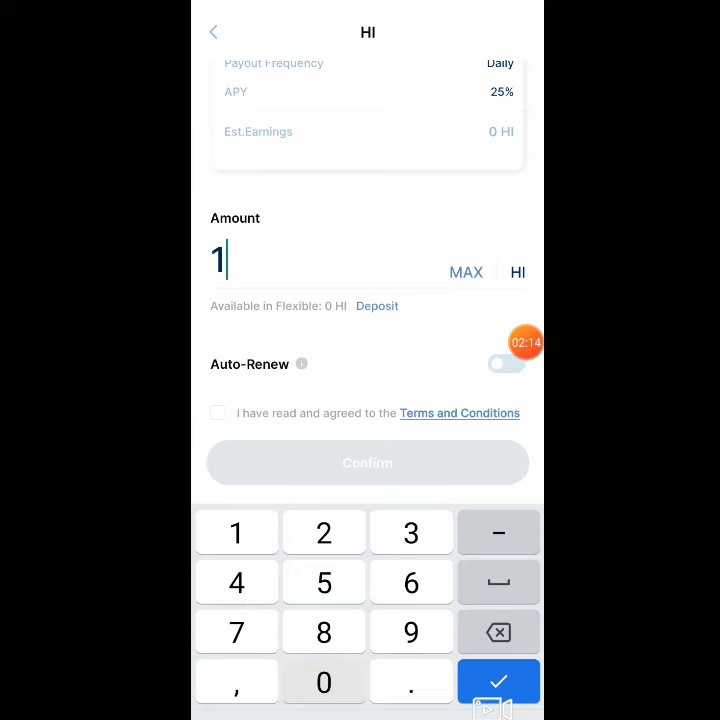 HI
Payout Frequency Daily
APY 25%
Est.Earnings 0 HI
Amount
1 MAX HI
Available in Flexible: 0 HI Deposit
02:14
Auto-Renew
I have read and agreed to the Terms and Conditions
Confirm
1 2 3 –
4 5 6
7 8 9
, 0 .